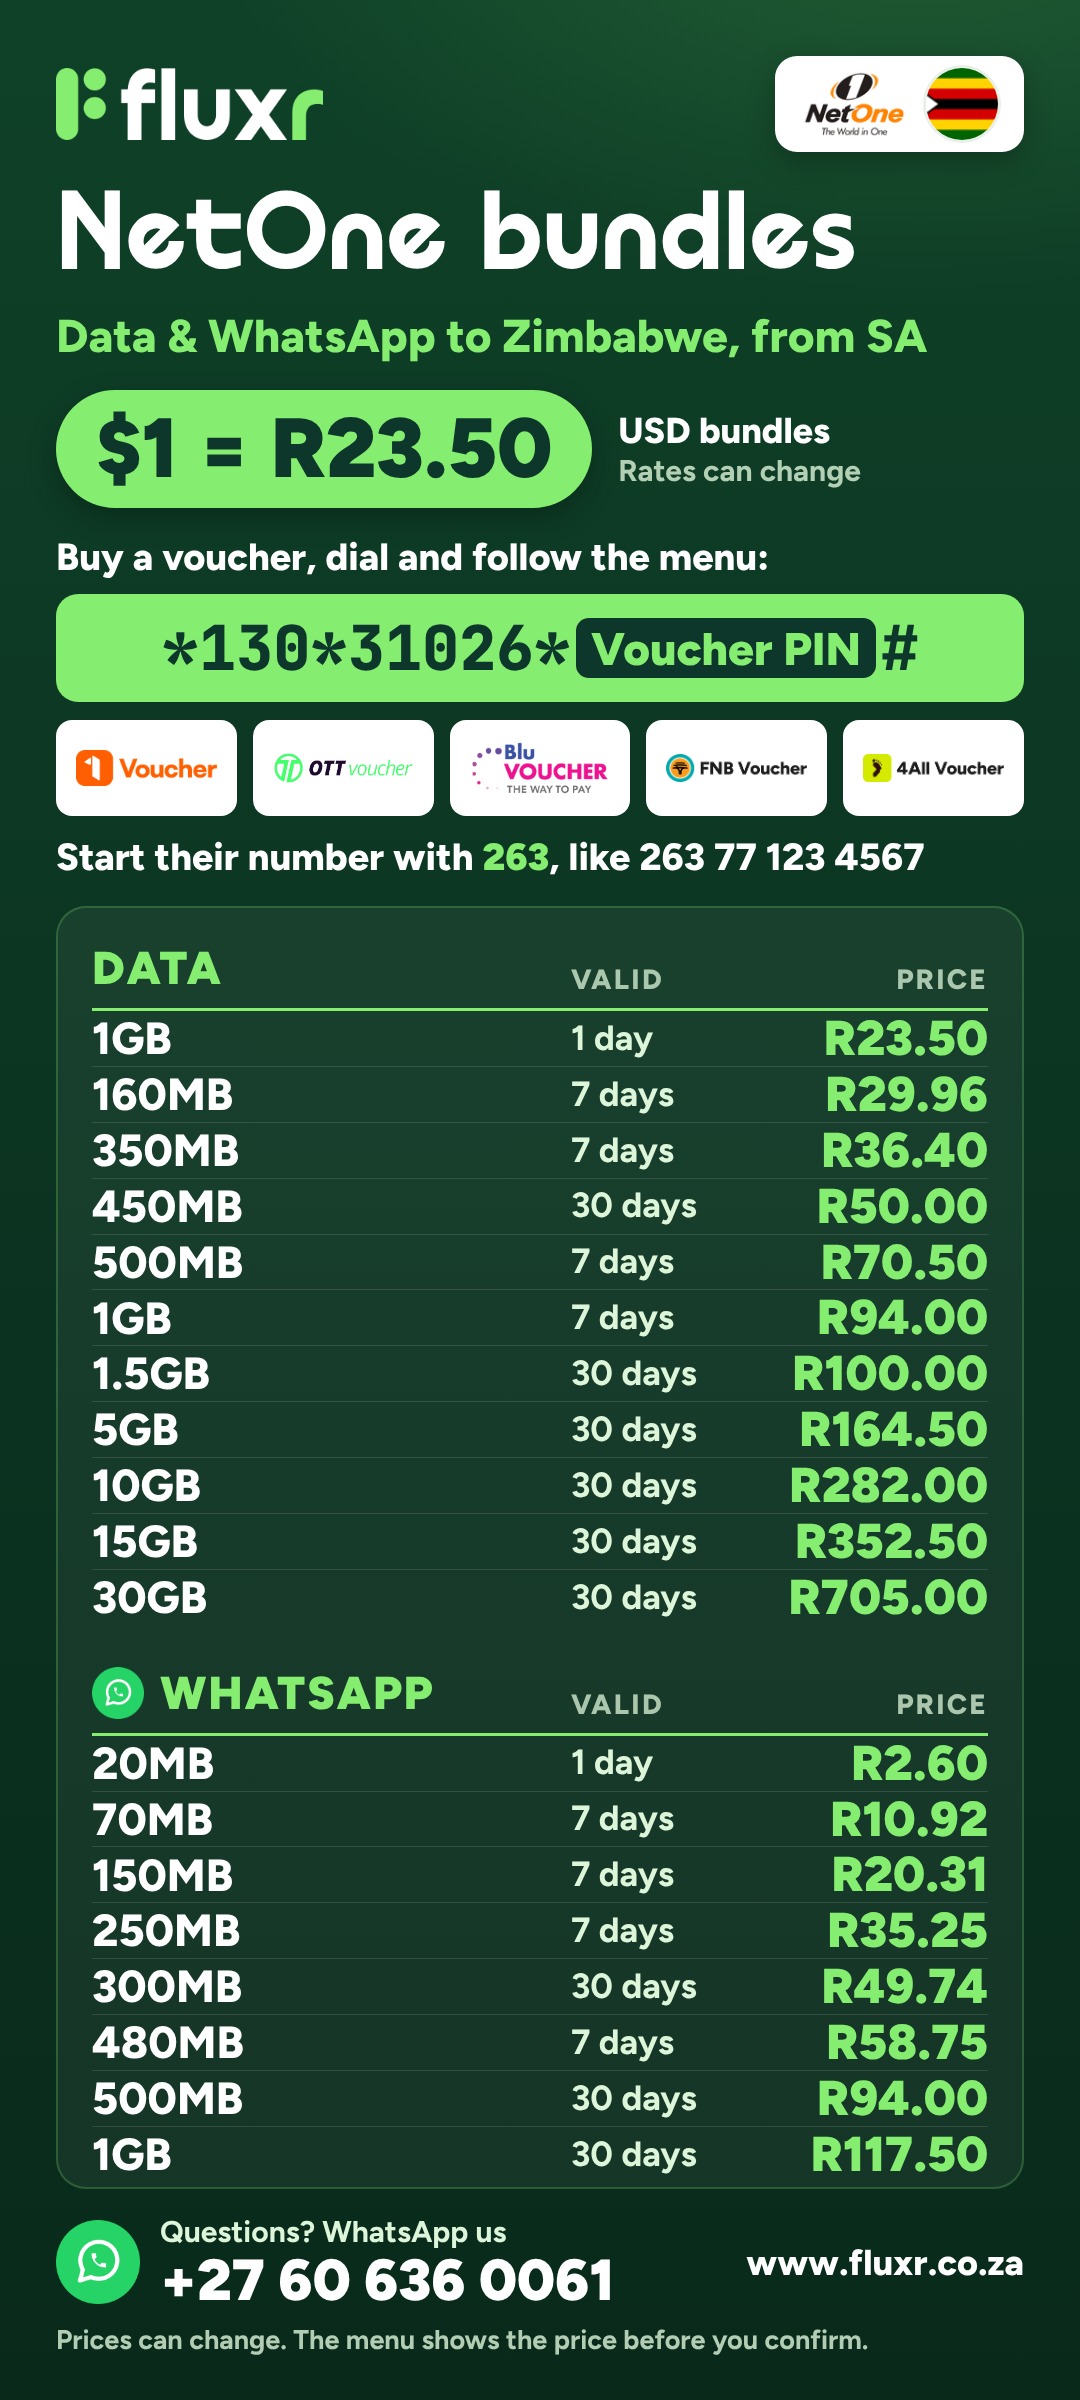 fluxr
NetOne
The World in One
NetOne bundles
Data & WhatsApp to Zimbabwe, from SA
$1 = R23.50
USD bundles
Rates can change
Buy a voucher, dial and follow the menu:
*130*31026*Voucher PIN#
1 Voucher
OTT voucher
Blu VOUCHER
THE WAY TO PAY
FNB Voucher
4All Voucher
Start their number with 263, like 263 77 123 4567
DATA VALID PRICE
1GB 1 day R23.50
160MB 7 days R29.96
350MB 7 days R36.40
450MB 30 days R50.00
500MB 7 days R70.50
1GB 7 days R94.00
1.5GB 30 days R100.00
5GB 30 days R164.50
10GB 30 days R282.00
15GB 30 days R352.50
30GB 30 days R705.00
WHATSAPP VALID PRICE
20MB 1 day R2.60
70MB 7 days R10.92
150MB 7 days R20.31
250MB 7 days R35.25
300MB 30 days R49.74
480MB 7 days R58.75
500MB 30 days R94.00
1GB 30 days R117.50
Questions? WhatsApp us
+27 60 636 0061
www.fluxr.co.za
Prices can change. The menu shows the price before you confirm.